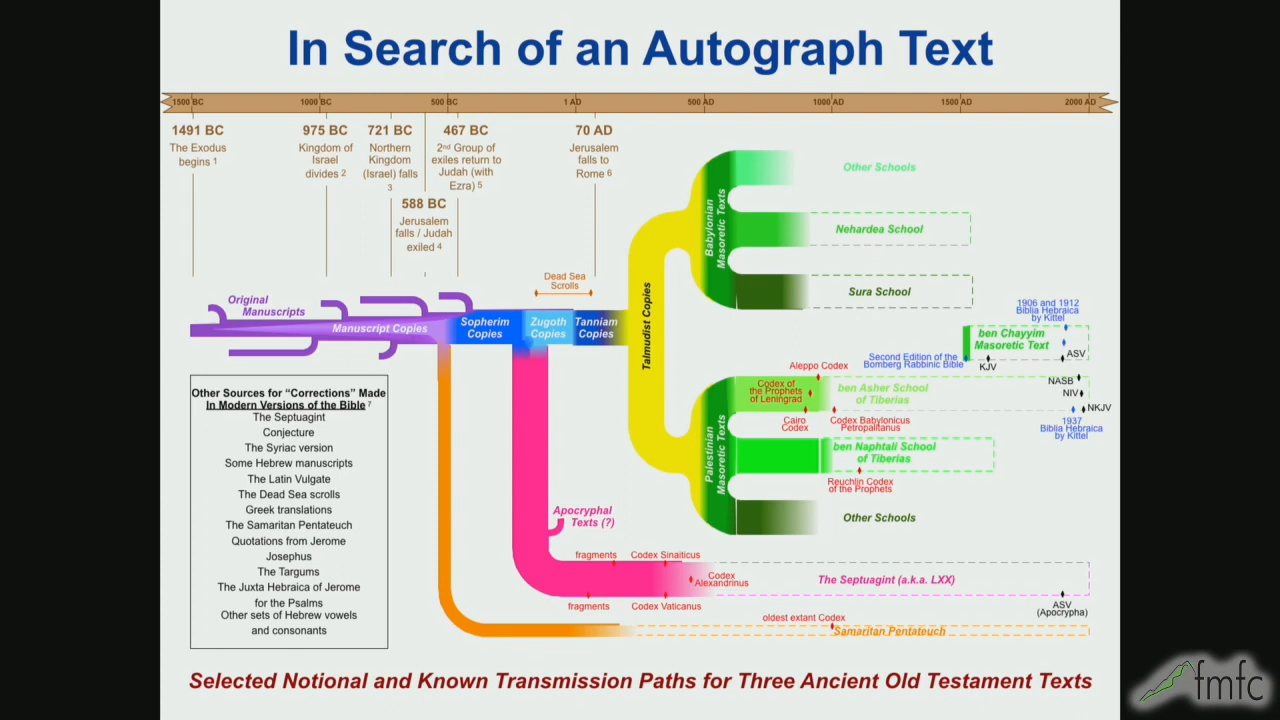 In Search of an Autograph Text
1500 BC 1000 BC 500 BC 1 AD 500 AD 1000 AD 1500 AD 2000 AD
1491 BC
The Exodus
begins 1
975 BC
Kingdom of
Israel
divides 2
721 BC
Northern
Kingdom
(Israel) falls
3
588 BC
Jerusalem
falls / Judah
exiled 4
467 BC
2nd Group of
exiles return to
Judah (with
Ezra) 5
70 AD
Jerusalem
falls to
Rome 6
Dead Sea
Scrolls
Original
Manuscripts
Manuscript Copies
Sopherim
Copies
Zugoth
Copies
Tanniam
Copies
Talmudist Copies
Babylonian
Masoretic Texts
Other Schools
Nehardea School
Sura School
1906 and 1912
Biblia Hebraica
by Kittel
ben Chayyim
Masoretic Text
Second Edition of the
Bomberg Rabbinic Bible
KJV
ASV
Palestinian
Masoretic Texts
Aleppo Codex
Codex of
the Prophets
of Leningrad
ben Asher School
of Tiberias
NASB
NIV
NKJV
Cairo
Codex
Codex Babylonicus
Petropalitanus
1937
Biblia Hebraica
by Kittel
ben Naphtali School
of Tiberias
Reuchlin Codex
of the Prophets
Other Schools
Other Sources for “Corrections” Made
In Modern Versions of the Bible 7
The Septuagint
Conjecture
The Syriac version
Some Hebrew manuscripts
The Latin Vulgate
The Dead Sea scrolls
Greek translations
The Samaritan Pentateuch
Quotations from Jerome
Josephus
The Targums
The Juxta Hebraica of Jerome
for the Psalms
Other sets of Hebrew vowels
and consonants
Apocryphal
Texts (?)
fragments
Codex Sinaiticus
Codex
Alexandrinus
The Septuagint (a.k.a. LXX)
fragments
Codex Vaticanus
ASV
(Apocrypha)
oldest extant Codex
Samaritan Pentateuch
Selected Notional and Known Transmission Paths for Three Ancient Old Testament Texts
fmfc